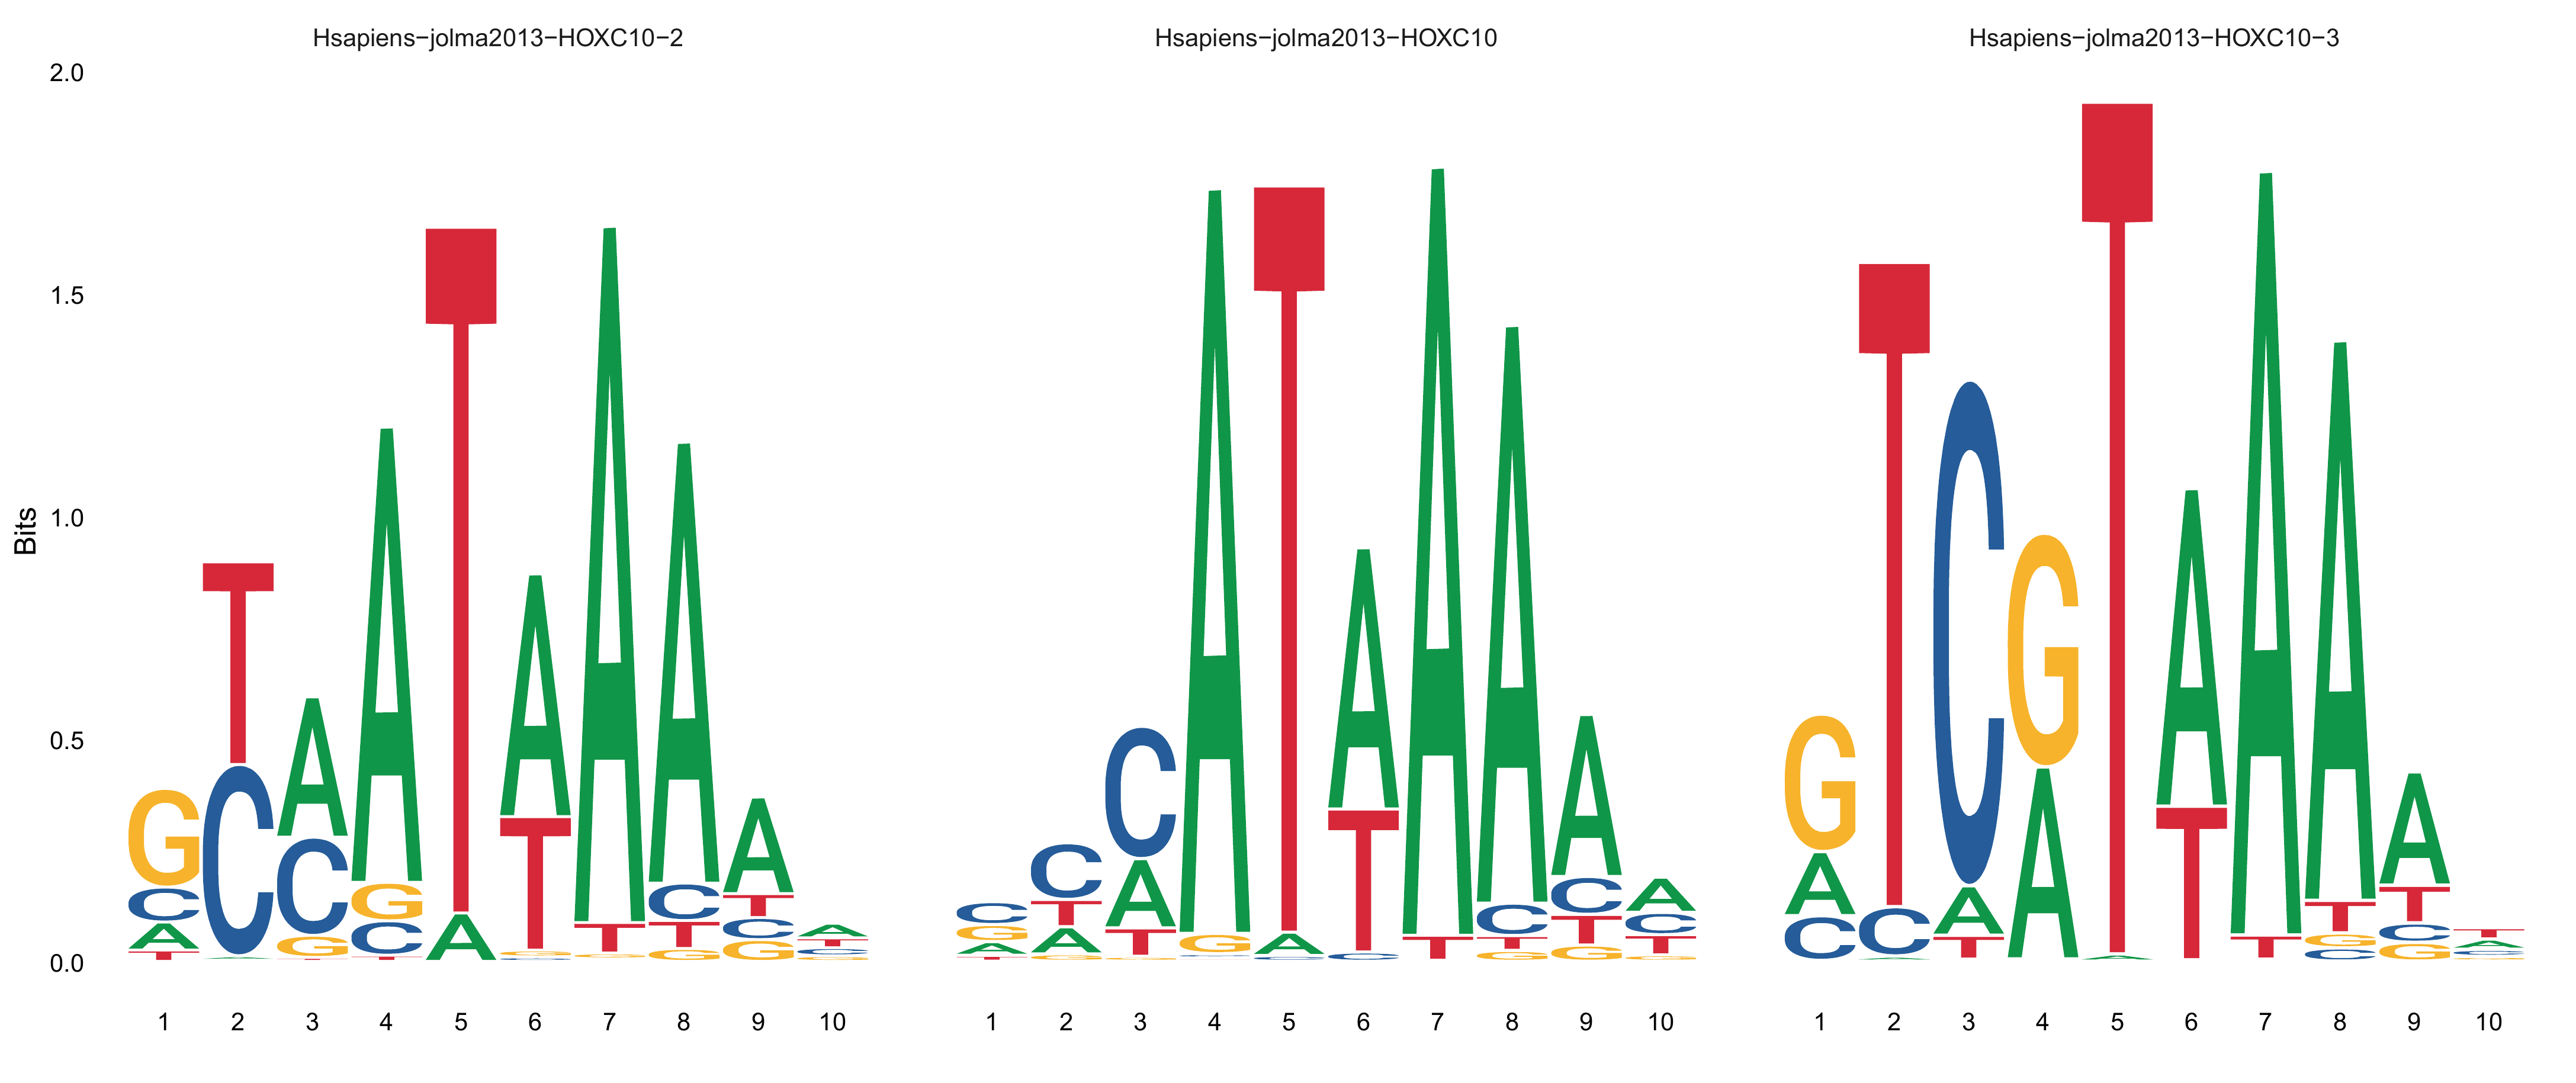 Hsapiens−jolma2013−HOXC10−2
Hsapiens−jolma2013−HOXC10
Hsapiens−jolma2013−HOXC10−3
2.0
1.5
1.0
0.5
0.0
Bits
G T A A T A A A A A
C C C G A T T C T T
A A G C G G T C C
T T T C G G G
C C A T A A A A A
G T A G A T T C C C
A A T C C C T T T
T G G G G G
G T C G T A A A A T
A C A A A T T T T A
C A T G C C
C G G
1 2 3 4 5 6 7 8 9 10
1 2 3 4 5 6 7 8 9 10
1 2 3 4 5 6 7 8 9 10